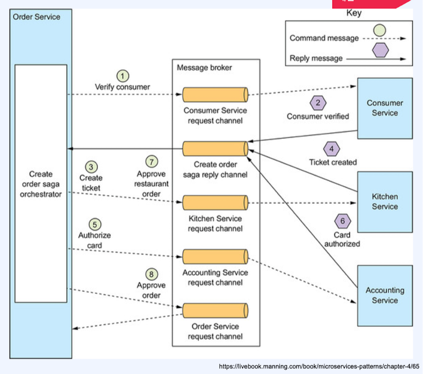 Key
Command message
Reply message
Order Service
Create
order saga
orchestrator
Message broker
1
Verify consumer
Consumer Service
request channel
2
Consumer verified
Consumer
Service
Create order
saga reply channel
4
Ticket created
3
Create
ticket
7
Approve
restaurant
order
Kitchen Service
request channel
Kitchen
Service
6
Card
authorized
5
Authorize
card
Accounting Service
request channel
Accounting
Service
8
Approve
order
Order Service
request channel
https://livebook.manning.com/book/microservices-patterns/chapter-4/65